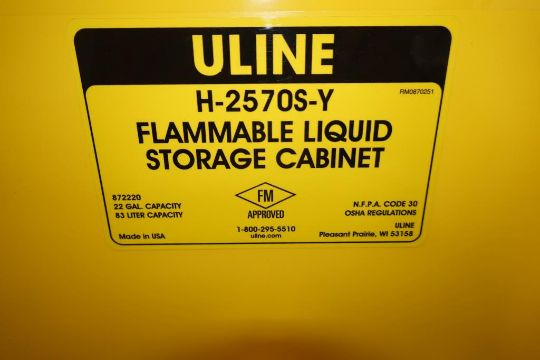 ULINE
H-2570S-Y
FIM0870251
FLAMMABLE LIQUID
STORAGE CABINET
872220
22 GAL. CAPACITY
83 LITER CAPACITY
Made in USA
FM
APPROVED
1-800-295-5510
uline.com
N.F.P.A. CODE 30
OSHA REGULATIONS
ULINE
Pleasant Prairie, WI 53158